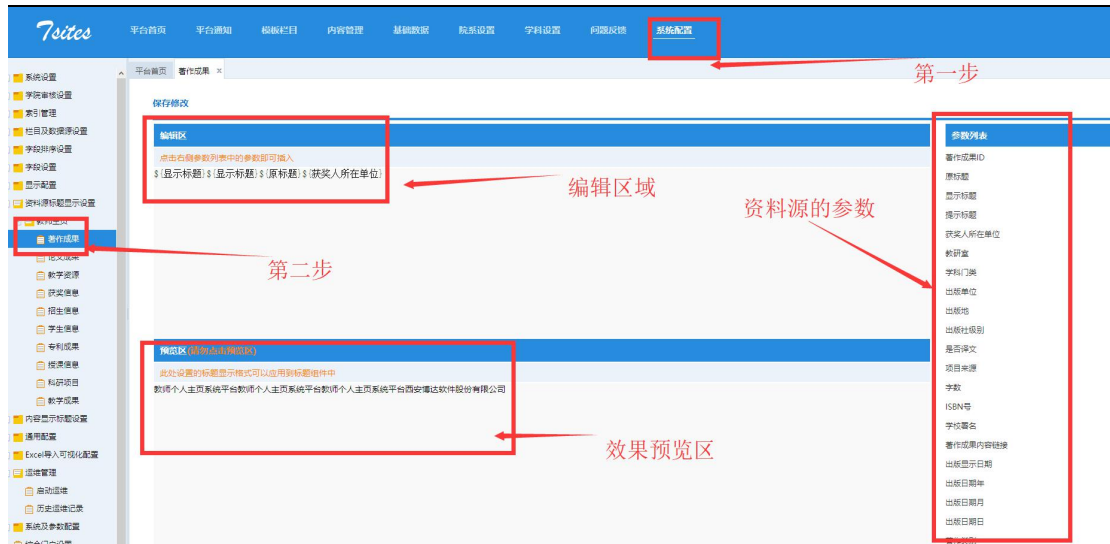 Tsites 平台首页 平台通知 模板栏目 内容管理 基础数据 院系设置 学科设置 问题反馈 系统配置
第一步
平台首页 著作成果 ×
系统设置
学院审核设置
索引管理
栏目及数据源设置
字段排序设置
字段设置
显示配置
资料源标题显示设置
教师主页
著作成果
论文成果
教学资源
获奖信息
招生信息
学生信息
专利成果
授课信息
科研项目
教学成果
内容显示标题设置
通用配置
Excel导入可视化配置
运维管理
启动运维
历史运维记录
系统及参数配置
综合门户设置
第二步
保存修改
编辑区
点击右侧参数列表中的参数即可插入
${显示标题}${显示标题}${原标题}${获奖人所在单位}
编辑区域
预览区(请勿点击预览区)
此处设置的标题显示格式可以应用到标题组件中
教师个人主页系统平台教师个人主页系统平台教师个人主页系统平台西安博达软件股份有限公司
效果预览区
资料源的参数
参数列表
著作成果ID
原标题
显示标题
提示标题
获奖人所在单位
教研室
学科门类
出版单位
出版地
出版社级别
是否译文
项目来源
字数
ISBN号
学校署名
著作成果内容链接
出版显示日期
出版日期年
出版日期月
出版日期日
著作类别